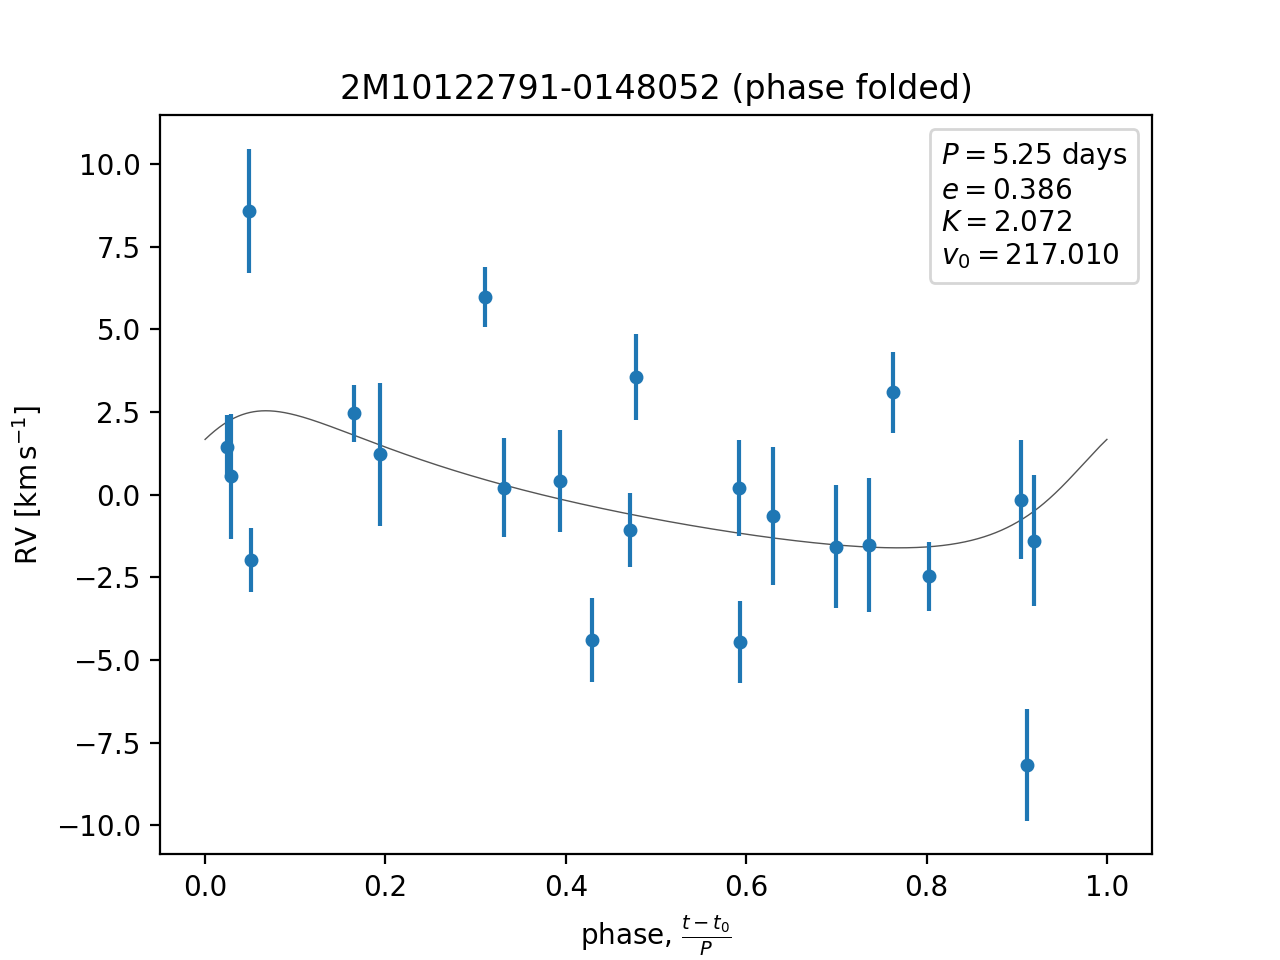 2M10122791-0148052 (phase folded)
P = 5.25 days
e = 0.386
K = 2.072
v₀ = 217.010
10.0
7.5
5.0
2.5
0.0
−2.5
−5.0
−7.5
−10.0
RV [km s⁻¹]
0.0 0.2 0.4 0.6 0.8 1.0
phase, (t − t₀)/P